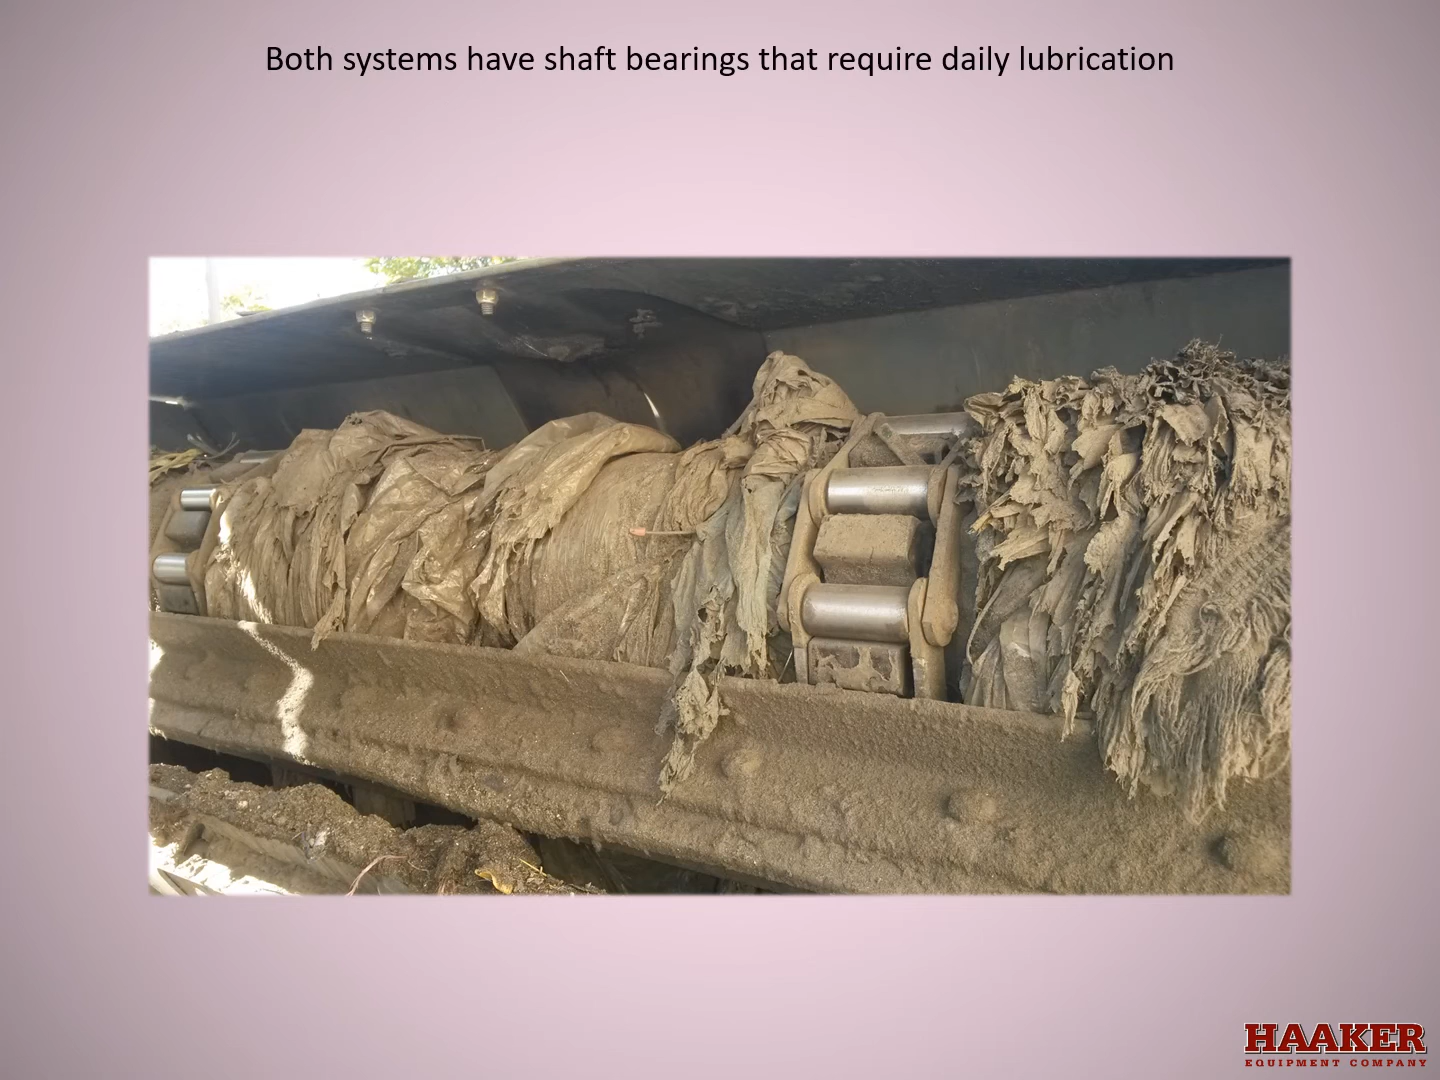 Both systems have shaft bearings that require daily lubrication
HAAKER
EQUIPMENT COMPANY